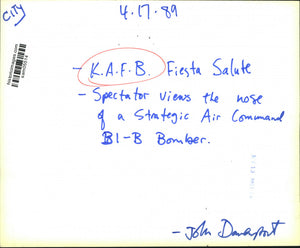 City
4.17.89
- K.A.F.B. Fiesta Salute
- Spectator views the nose
of a Strategic Air Command
B1-B Bomber.
- John Davenport